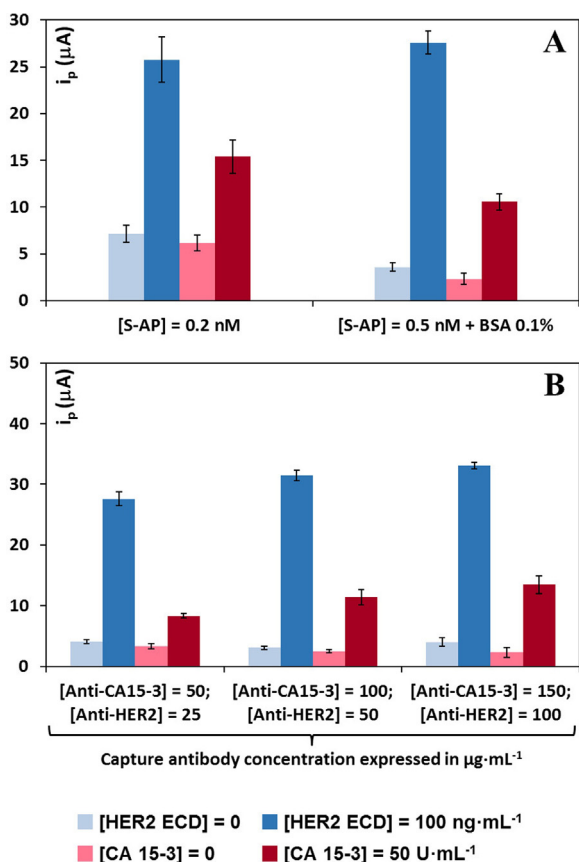 A
i_p (µA)
30
25
20
15
10
5
0
[S-AP] = 0.2 nM
[S-AP] = 0.5 nM + BSA 0.1%
B
i_p (µA)
50
40
30
20
10
0
[Anti-CA15-3] = 50;
[Anti-HER2] = 25
[Anti-CA15-3] = 100;
[Anti-HER2] = 50
[Anti-CA15-3] = 150;
[Anti-HER2] = 100
Capture antibody concentration expressed in µg·mL⁻¹
[HER2 ECD] = 0
[HER2 ECD] = 100 ng·mL⁻¹
[CA 15-3] = 0
[CA 15-3] = 50 U·mL⁻¹